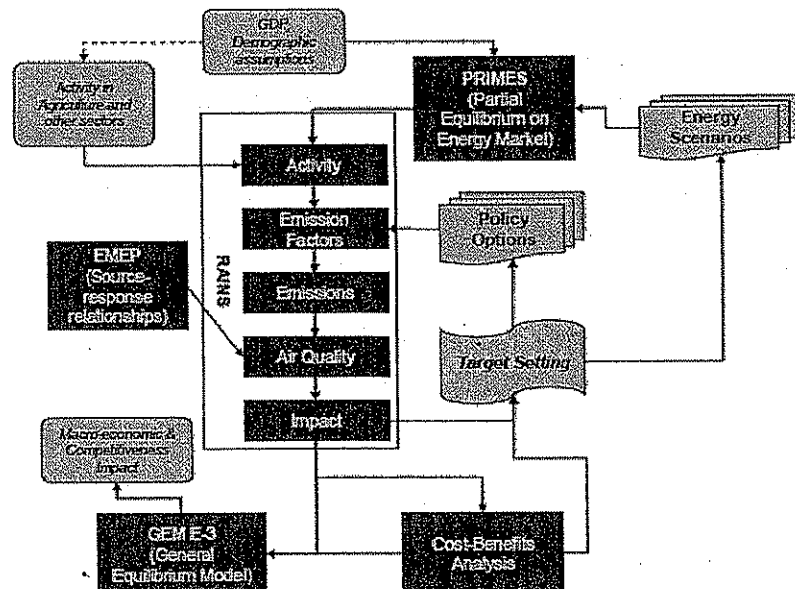 GDP
Demographic
assumptions
Activity in
Agriculture and
other sectors
PRIMES
(Partial
Equilibrium on
Energy Market)
Energy
Scenarios
Activity
Emission
Factors
Policy
Options
EMEP
(Source-
response
relationships)
RAINS
Emissions
Air Quality
Target Setting
Impact
Macro-economic &
Competitiveness
Impact
GEM E-3
(General
Equilibrium Model)
Cost-Benefits
Analysis